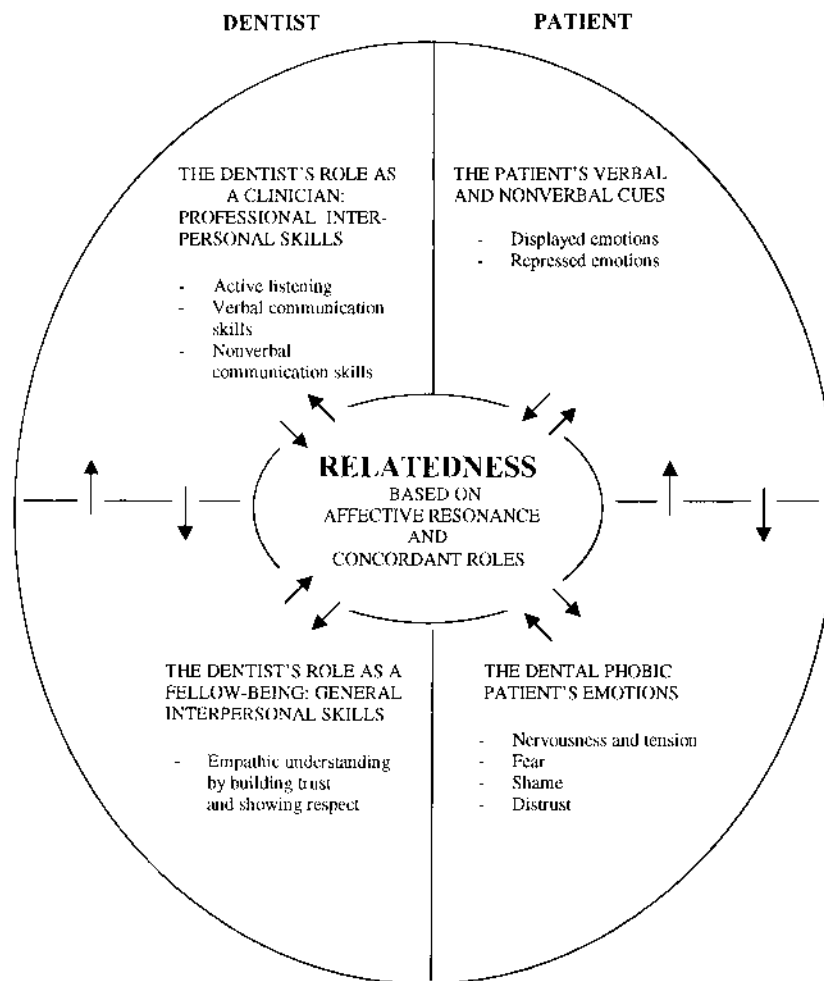 DENTIST
PATIENT
THE DENTIST'S ROLE AS
A CLINICIAN:
PROFESSIONAL INTER-
PERSONAL SKILLS
- Active listening
- Verbal communication
skills
- Nonverbal
communication skills
THE PATIENT'S VERBAL
AND NONVERBAL CUES
- Displayed emotions
- Repressed emotions
RELATEDNESS
BASED ON
AFFECTIVE RESONANCE
AND
CONCORDANT ROLES
THE DENTIST'S ROLE AS A
FELLOW-BEING: GENERAL
INTERPERSONAL SKILLS
- Empathic understanding
by building trust
and showing respect
THE DENTAL PHOBIC
PATIENT'S EMOTIONS
- Nervousness and tension
- Fear
- Shame
- Distrust